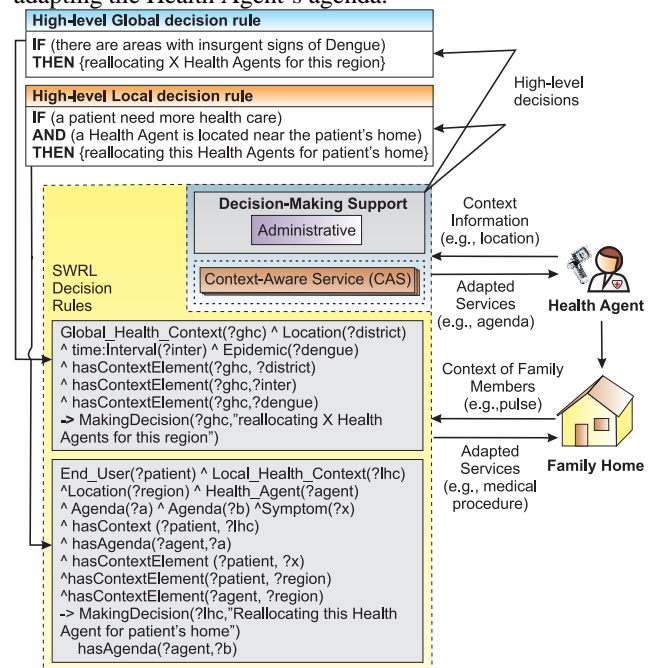 adapting the Health Agent's agenda.
High-level Global decision rule
IF (there are areas with insurgent signs of Dengue)
THEN {reallocating X Health Agents for this region}
High-level Local decision rule
IF (a patient need more health care)
AND (a Health Agent is located near the patient's home)
THEN {reallocating this Health Agents for patient's home}
High-level
decisions
Decision-Making Support
Administrative
Context-Aware Service (CAS)
Context
Information
(e.g., location)
Adapted
Services
(e.g., agenda)
Health Agent
SWRL
Decision
Rules
Global_Health_Context(?ghc) ^ Location(?district)
^ time:Interval(?inter) ^ Epidemic(?dengue)
^ hasContextElement(?ghc, ?district)
^ hasContextElement(?ghc,?inter)
^ hasContextElement(?ghc,?dengue)
-> MakingDecision(?ghc,"reallocating X Health
Agents for this region")
Context of Family
Members
(e.g.,pulse)
Adapted
Services
(e.g., medical
procedure)
Family Home
End_User(?patient) ^ Local_Health_Context(?lhc)
^Location(?region) ^ Health_Agent(?agent)
^ Agenda(?a) ^ Agenda(?b) ^Symptom(?x)
^ hasContext (?patient, ?lhc)
^ hasAgenda(?agent,?a)
^ hasContextElement (?patient, ?x)
^hasContextElement(?patient, ?region)
^hasContextElement(?agent, ?region)
-> MakingDecision(?lhc,"Reallocating this Health
Agent for patient's home")
hasAgenda(?agent,?b)